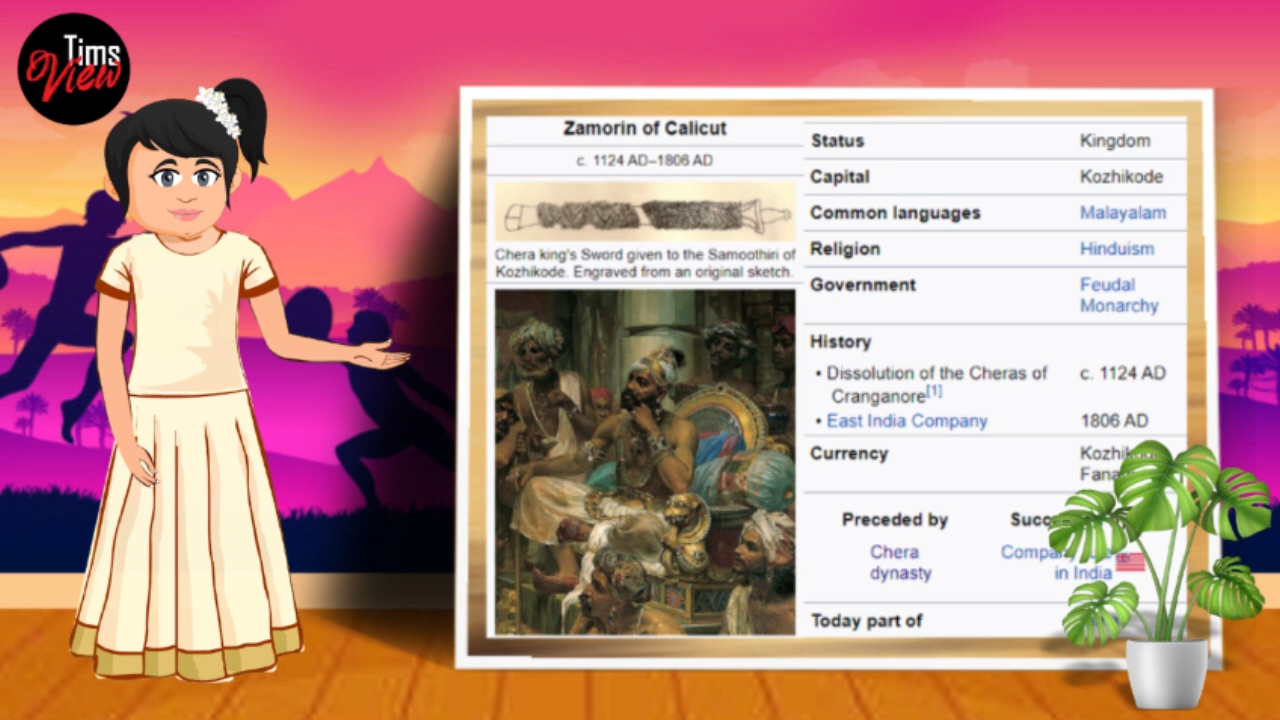 Tims
View
Zamorin of Calicut
c. 1124 AD–1806 AD
Chera king's Sword given to the Samoothiri of
Kozhikode. Engraved from an original sketch.
Status Kingdom
Capital Kozhikode
Common languages Malayalam
Religion Hinduism
Government Feudal
Monarchy
History
• Dissolution of the Cheras of c. 1124 AD
Cranganore[1]
• East India Company 1806 AD
Currency
Preceded by
Chera
dynasty
in India
Today part of